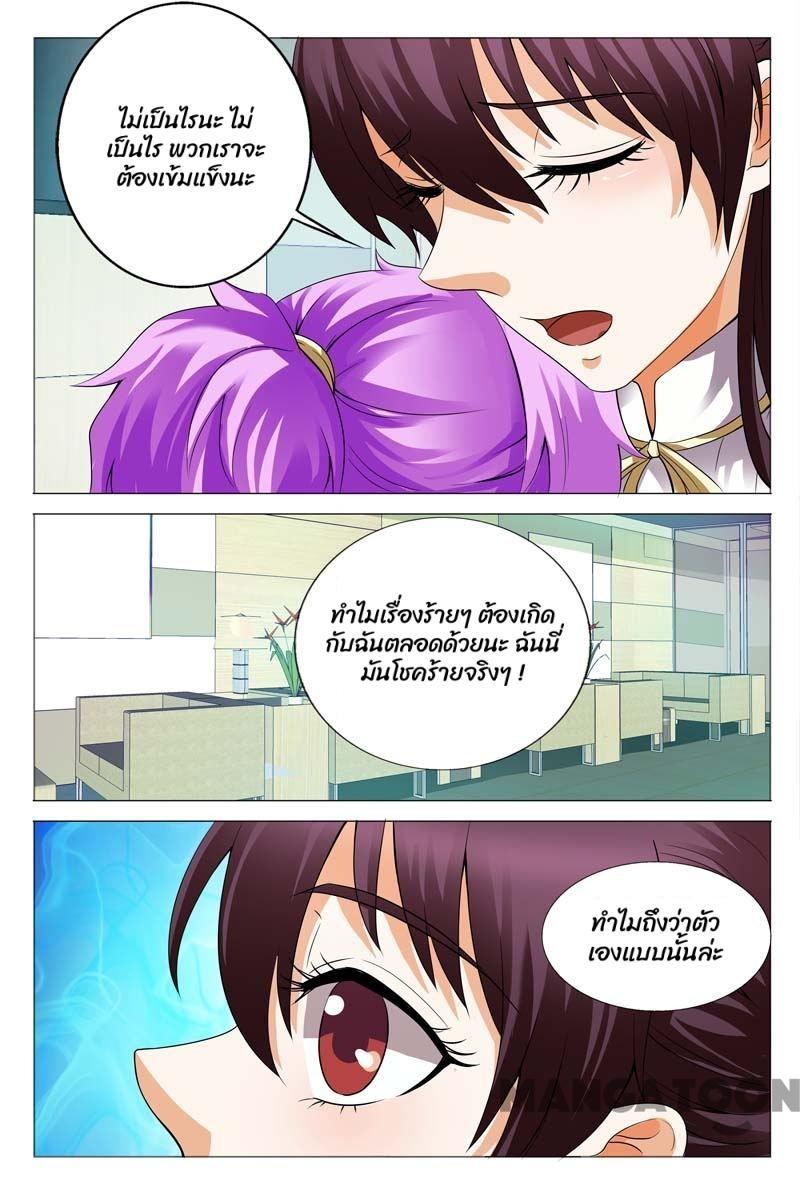 ไม่เป็นไรนะ ไม่
เป็นไร พวกเราจะ
ต้องเข้มแข็งนะ
ทำไมเรื่องร้ายๆ ต้องเกิด
กับฉันตลอดด้วยนะ ฉันนี่
มันโชคร้ายจริงๆ !
ทำไมถึงว่าตัว
เองแบบนั้นล่ะ
MANGATOON